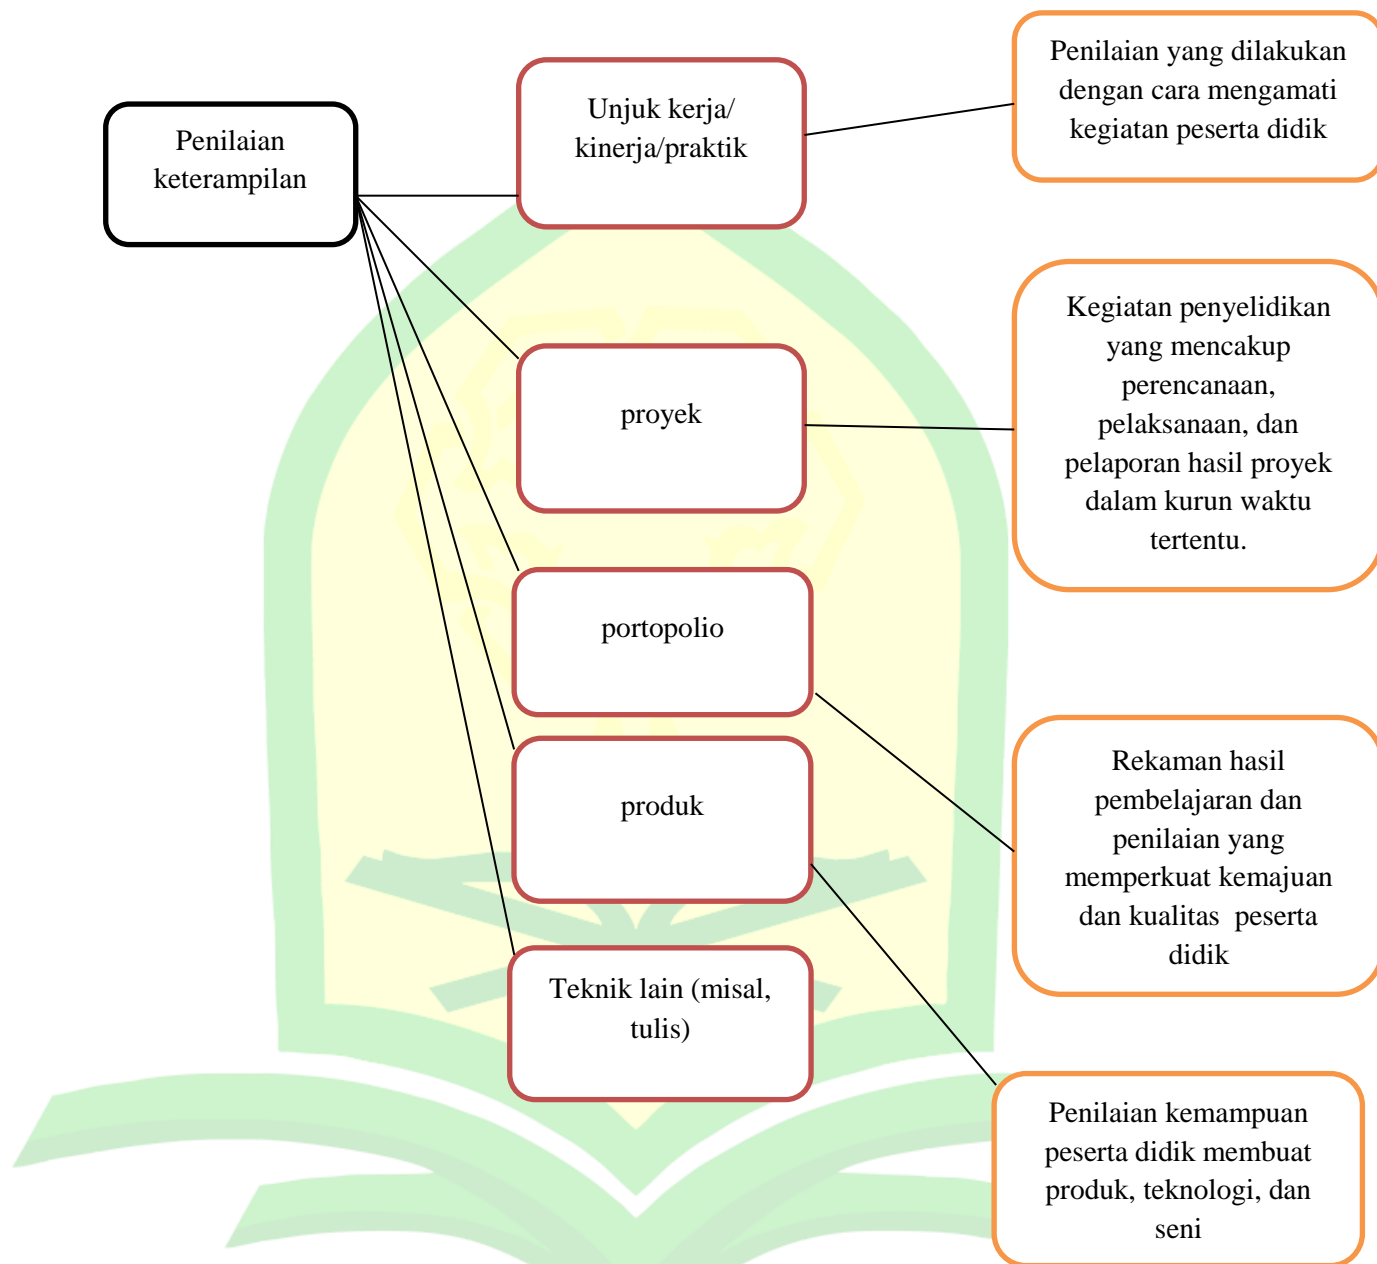 Penilaian
keterampilan
Unjuk kerja/
kinerja/praktik
Penilaian yang dilakukan
dengan cara mengamati
kegiatan peserta didik
proyek
Kegiatan penyelidikan
yang mencakup
perencanaan,
pelaksanaan, dan
pelaporan hasil proyek
dalam kurun waktu
tertentu.
portopolio
Rekaman hasil
pembelajaran dan
penilaian yang
memperkuat kemajuan
dan kualitas  peserta
didik
produk
Penilaian kemampuan
peserta didik membuat
produk, teknologi, dan
seni
Teknik lain (misal,
tulis)